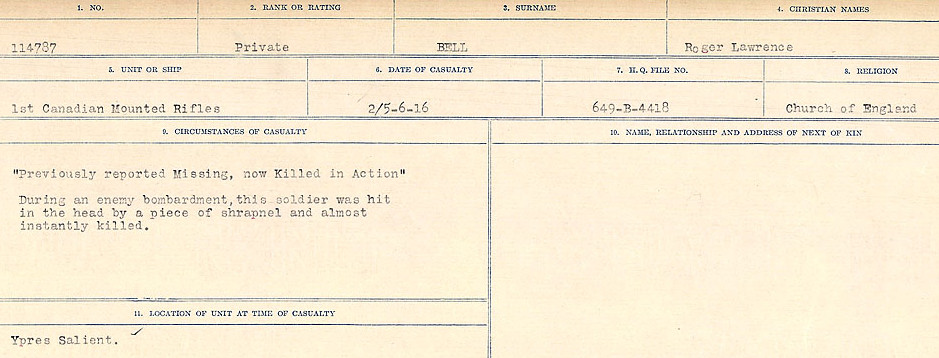 1. NO. 2. RANK OR RATING 3. SURNAME 4. CHRISTIAN NAMES
114787 Private BELL Roger Lawrence
5. UNIT OR SHIP 6. DATE OF CASUALTY 7. H. Q. FILE NO. 8. RELIGION
1st Canadian Mounted Rifles 2/5-6-16 649-B-4418 Church of England
9. CIRCUMSTANCES OF CASUALTY 10. NAME, RELATIONSHIP AND ADDRESS OF NEXT OF KIN
"Previously reported Missing, now Killed in Action"
During an enemy bombardment, this soldier was hit
in the head by a piece of shrapnel and almost
instantly killed.
11. LOCATION OF UNIT AT TIME OF CASUALTY
Ypres Salient.